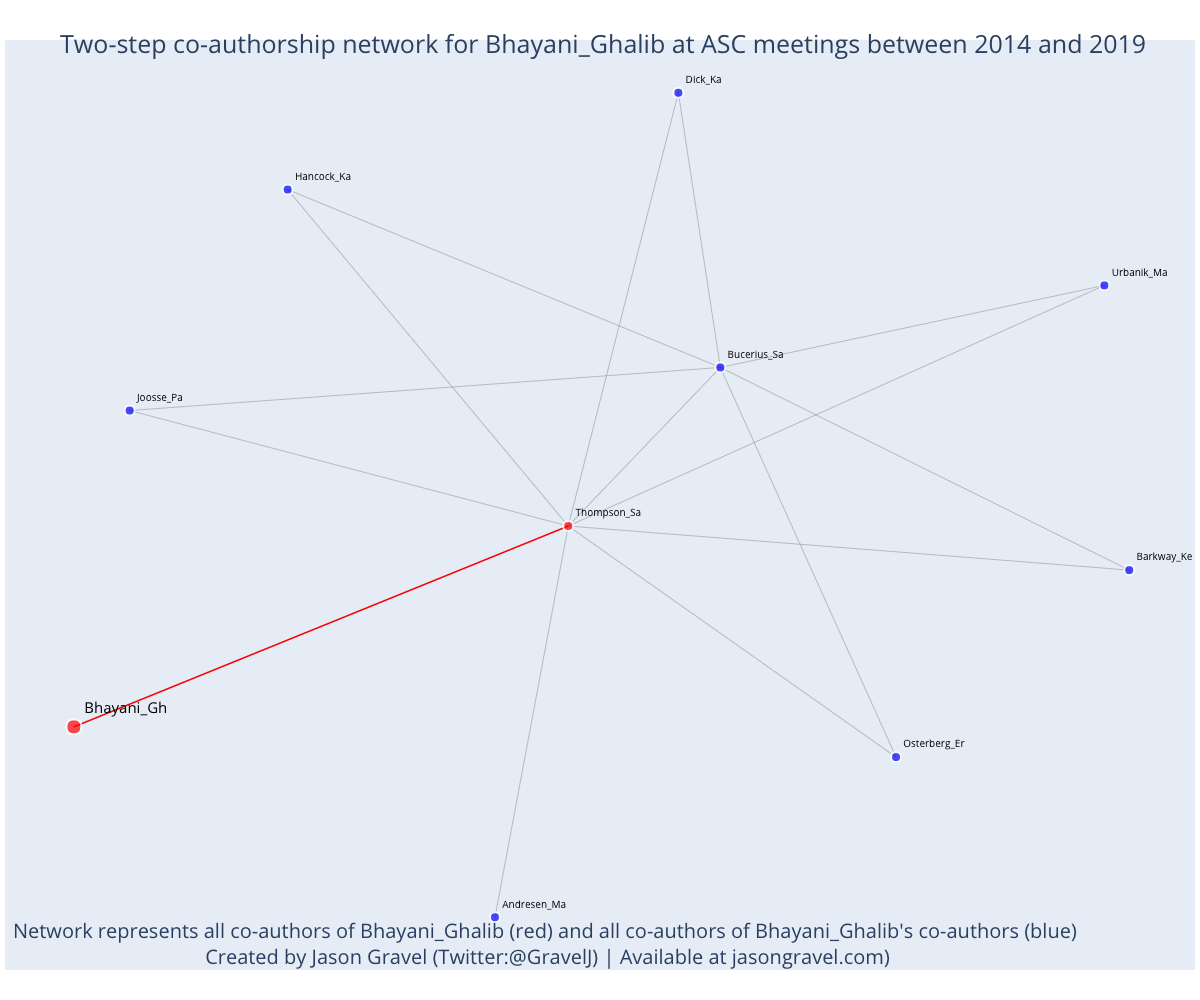 Two-step co-authorship network for Bhayani_Ghalib at ASC meetings between 2014 and 2019
Dick_Ka
Hancock_Ka
Urbanik_Ma
Bucerius_Sa
Joosse_Pa
Thompson_Sa
Barkway_Ke
Bhayani_Gh
Osterberg_Er
Andresen_Ma
Network represents all co-authors of Bhayani_Ghalib (red) and all co-authors of Bhayani_Ghalib's co-authors (blue)
Created by Jason Gravel (Twitter:@GravelJ) | Available at jasongravel.com)